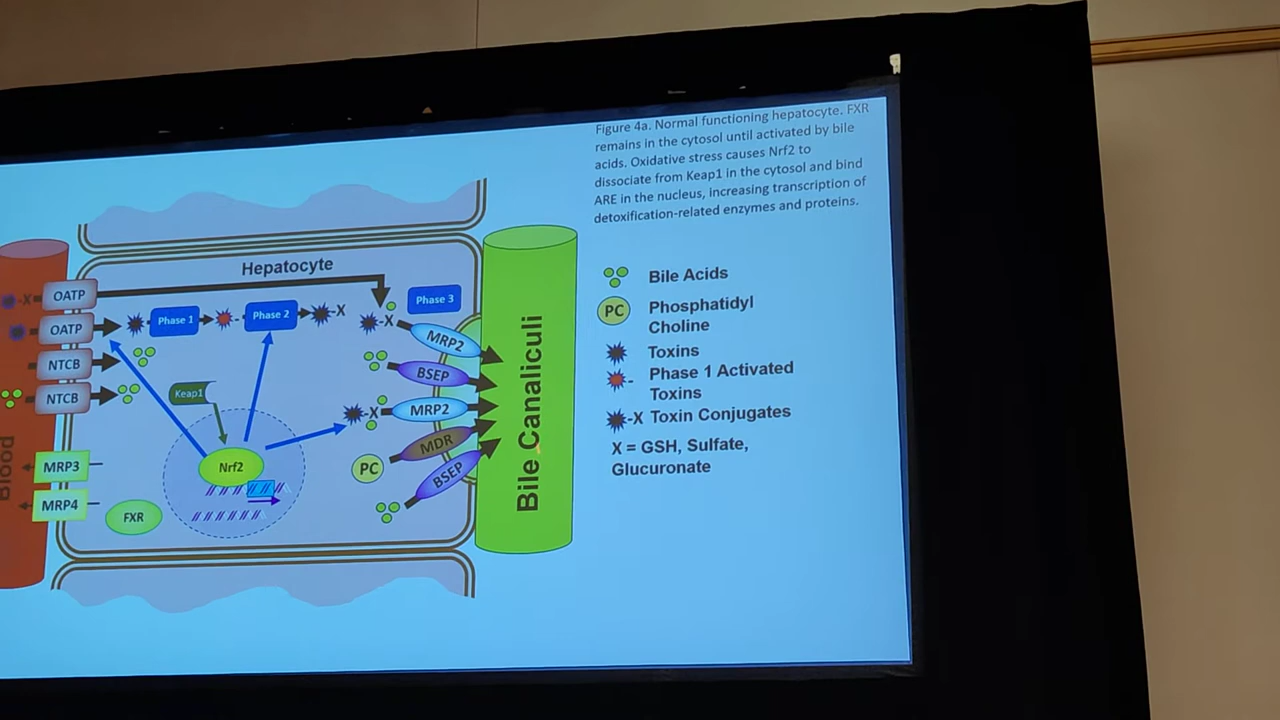 Figure 4a. Normal functioning hepatocyte. FXR
remains in the cytosol until activated by bile
acids. Oxidative stress causes Nrf2 to
dissociate from Keap1 in the cytosol and bind
ARE in the nucleus, increasing transcription of
detoxification-related enzymes and proteins.
Hepatocyte
-X
OATP
OATP
NTCB
NTCB
MRP3
MRP4
Blood
Phase 1
Phase 2
-X
Phase 3
-X
MRP2
BSEP
-X
MRP2
MDR
PC
BSEP
Keap1
Nrf2
FXR
Bile Canaliculi
Bile Acids
PC
Phosphatidyl
Choline
Toxins
-
Phase 1 Activated
Toxins
-X Toxin Conjugates
X = GSH, Sulfate,
Glucuronate